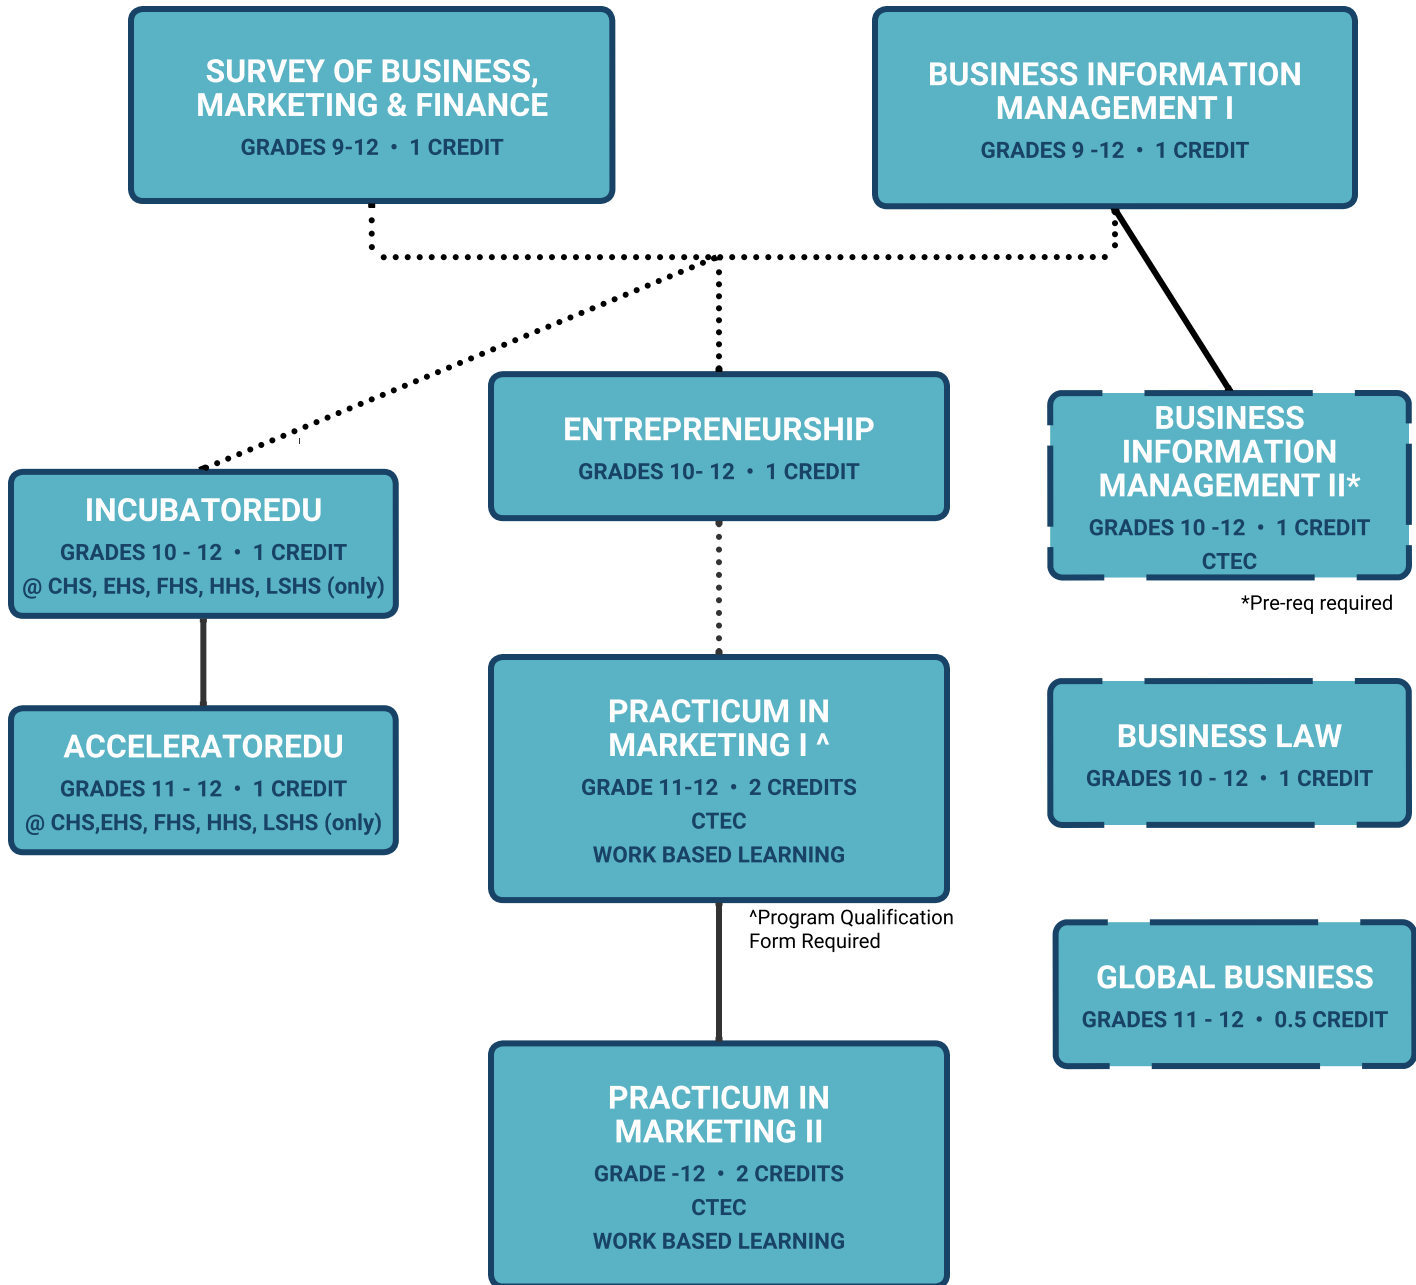 SURVEY OF BUSINESS,
MARKETING & FINANCE
GRADES 9-12 • 1 CREDIT
BUSINESS INFORMATION
MANAGEMENT I
GRADES 9 -12 • 1 CREDIT
ENTREPRENEURSHIP
GRADES 10- 12 • 1 CREDIT
BUSINESS
INFORMATION
MANAGEMENT II*
GRADES 10 -12 • 1 CREDIT
CTEC
*Pre-req required
INCUBATOREDU
GRADES 10 - 12 • 1 CREDIT
@ CHS, EHS, FHS, HHS, LSHS (only)
ACCELERATOREDU
GRADES 11 - 12 • 1 CREDIT
@ CHS,EHS, FHS, HHS, LSHS (only)
PRACTICUM IN
MARKETING I ^
GRADE 11-12 • 2 CREDITS
CTEC
WORK BASED LEARNING
^Program Qualification
Form Required
BUSINESS LAW
GRADES 10 - 12 • 1 CREDIT
GLOBAL BUSNIESS
GRADES 11 - 12 • 0.5 CREDIT
PRACTICUM IN
MARKETING II
GRADE -12 • 2 CREDITS
CTEC
WORK BASED LEARNING